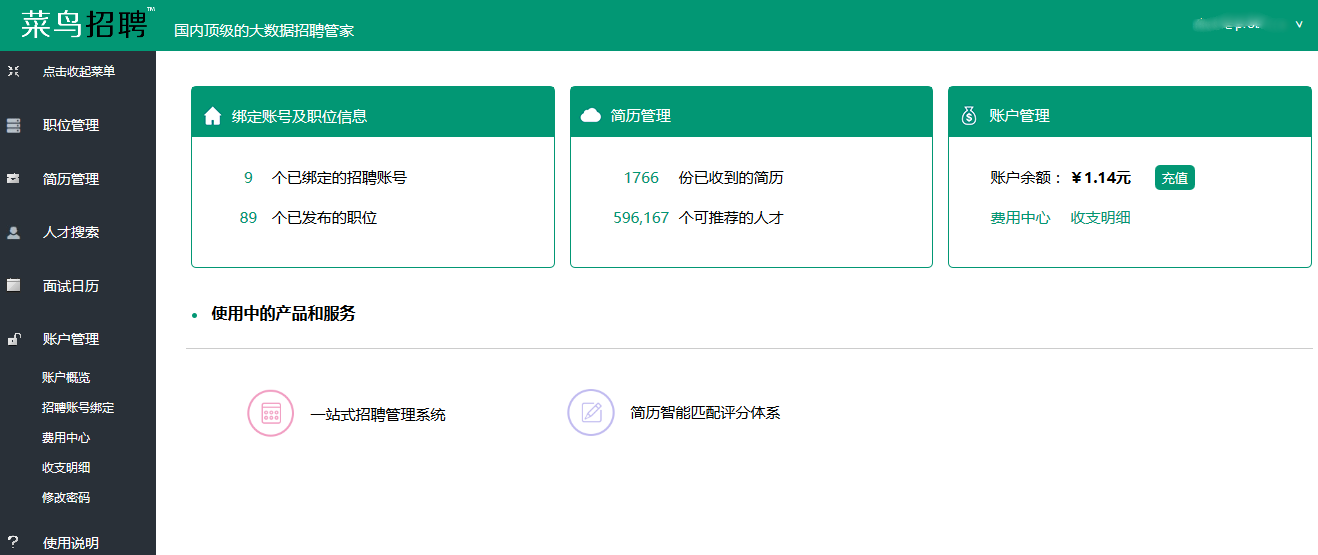 菜鸟招聘™ 国内顶级的大数据招聘管家
点击收起菜单
职位管理
简历管理
人才搜索
面试日历
账户管理
账户概览
招聘账号绑定
费用中心
收支明细
修改密码
? 使用说明
绑定账号及职位信息
9 个已绑定的招聘账号
89 个已发布的职位
简历管理
1766 份已收到的简历
596,167 个可推荐的人才
账户管理
账户余额：￥1.14元 充值
费用中心 收支明细
使用中的产品和服务
一站式招聘管理系统
简历智能匹配评分体系